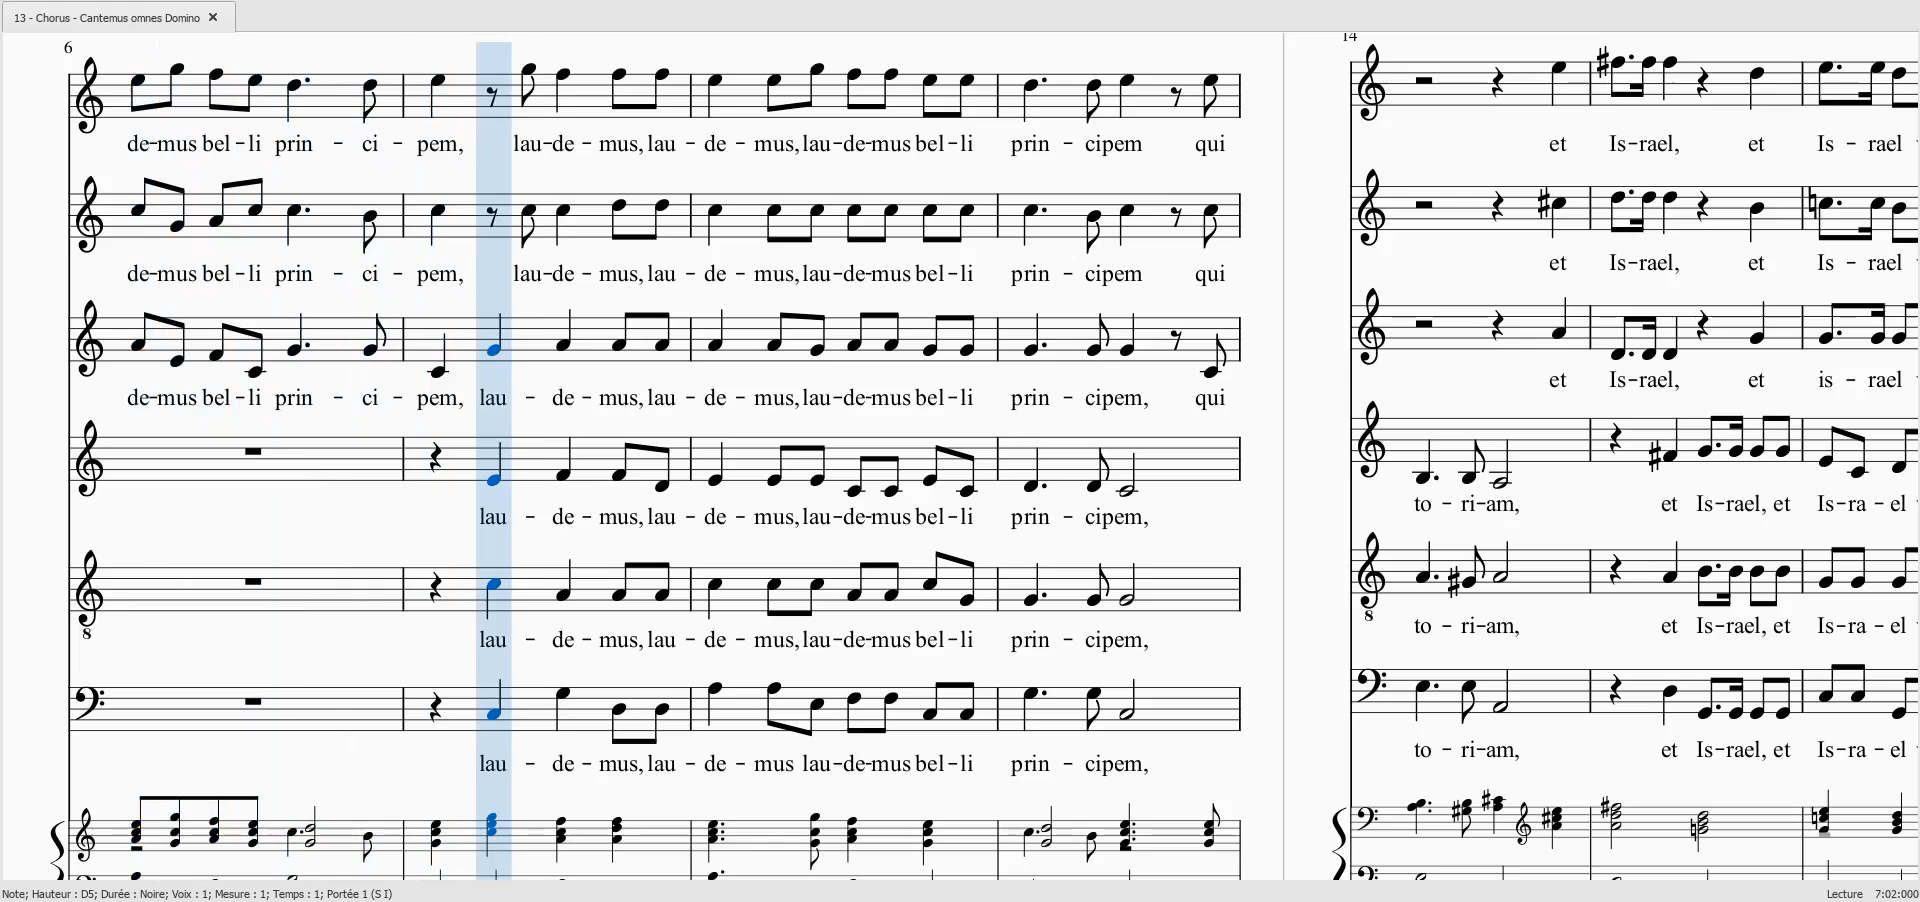 13 - Chorus - Cantemus omnes Domino ✕
6
de-mus bel-li prin - ci - pem, lau-de-mus, lau-de-mus, lau-de-mus bel-li prin - cipem qui
de-mus bel-li prin - ci - pem, lau-de-mus, lau-de-mus, lau-de-mus bel-li prin - cipem qui
de-mus bel-li prin - ci - pem, lau - de-mus, lau-de-mus, lau-de-mus bel-li prin - cipem, qui
lau - de-mus, lau-de-mus, lau-de-mus bel-li prin - cipem,
8
lau - de-mus, lau-de-mus, lau-de-mus bel-li prin - cipem,
lau - de-mus, lau-de-mus lau-de-mus bel-li prin - cipem,
14
et Is-rael, et Is - rael
et Is-rael, et Is - rael
et Is-rael, et is - rael
to - ri-am, et Is-rael, et Is-ra-el
8
to - ri-am, et Is-rael, et Is-ra-el
to - ri-am, et Is-rael, et Is-ra-el
Note; Hauteur : D5; Durée : Noire; Voix : 1; Mesure : 1; Temps : 1; Portée 1 (S I)
Lecture 7:02:000